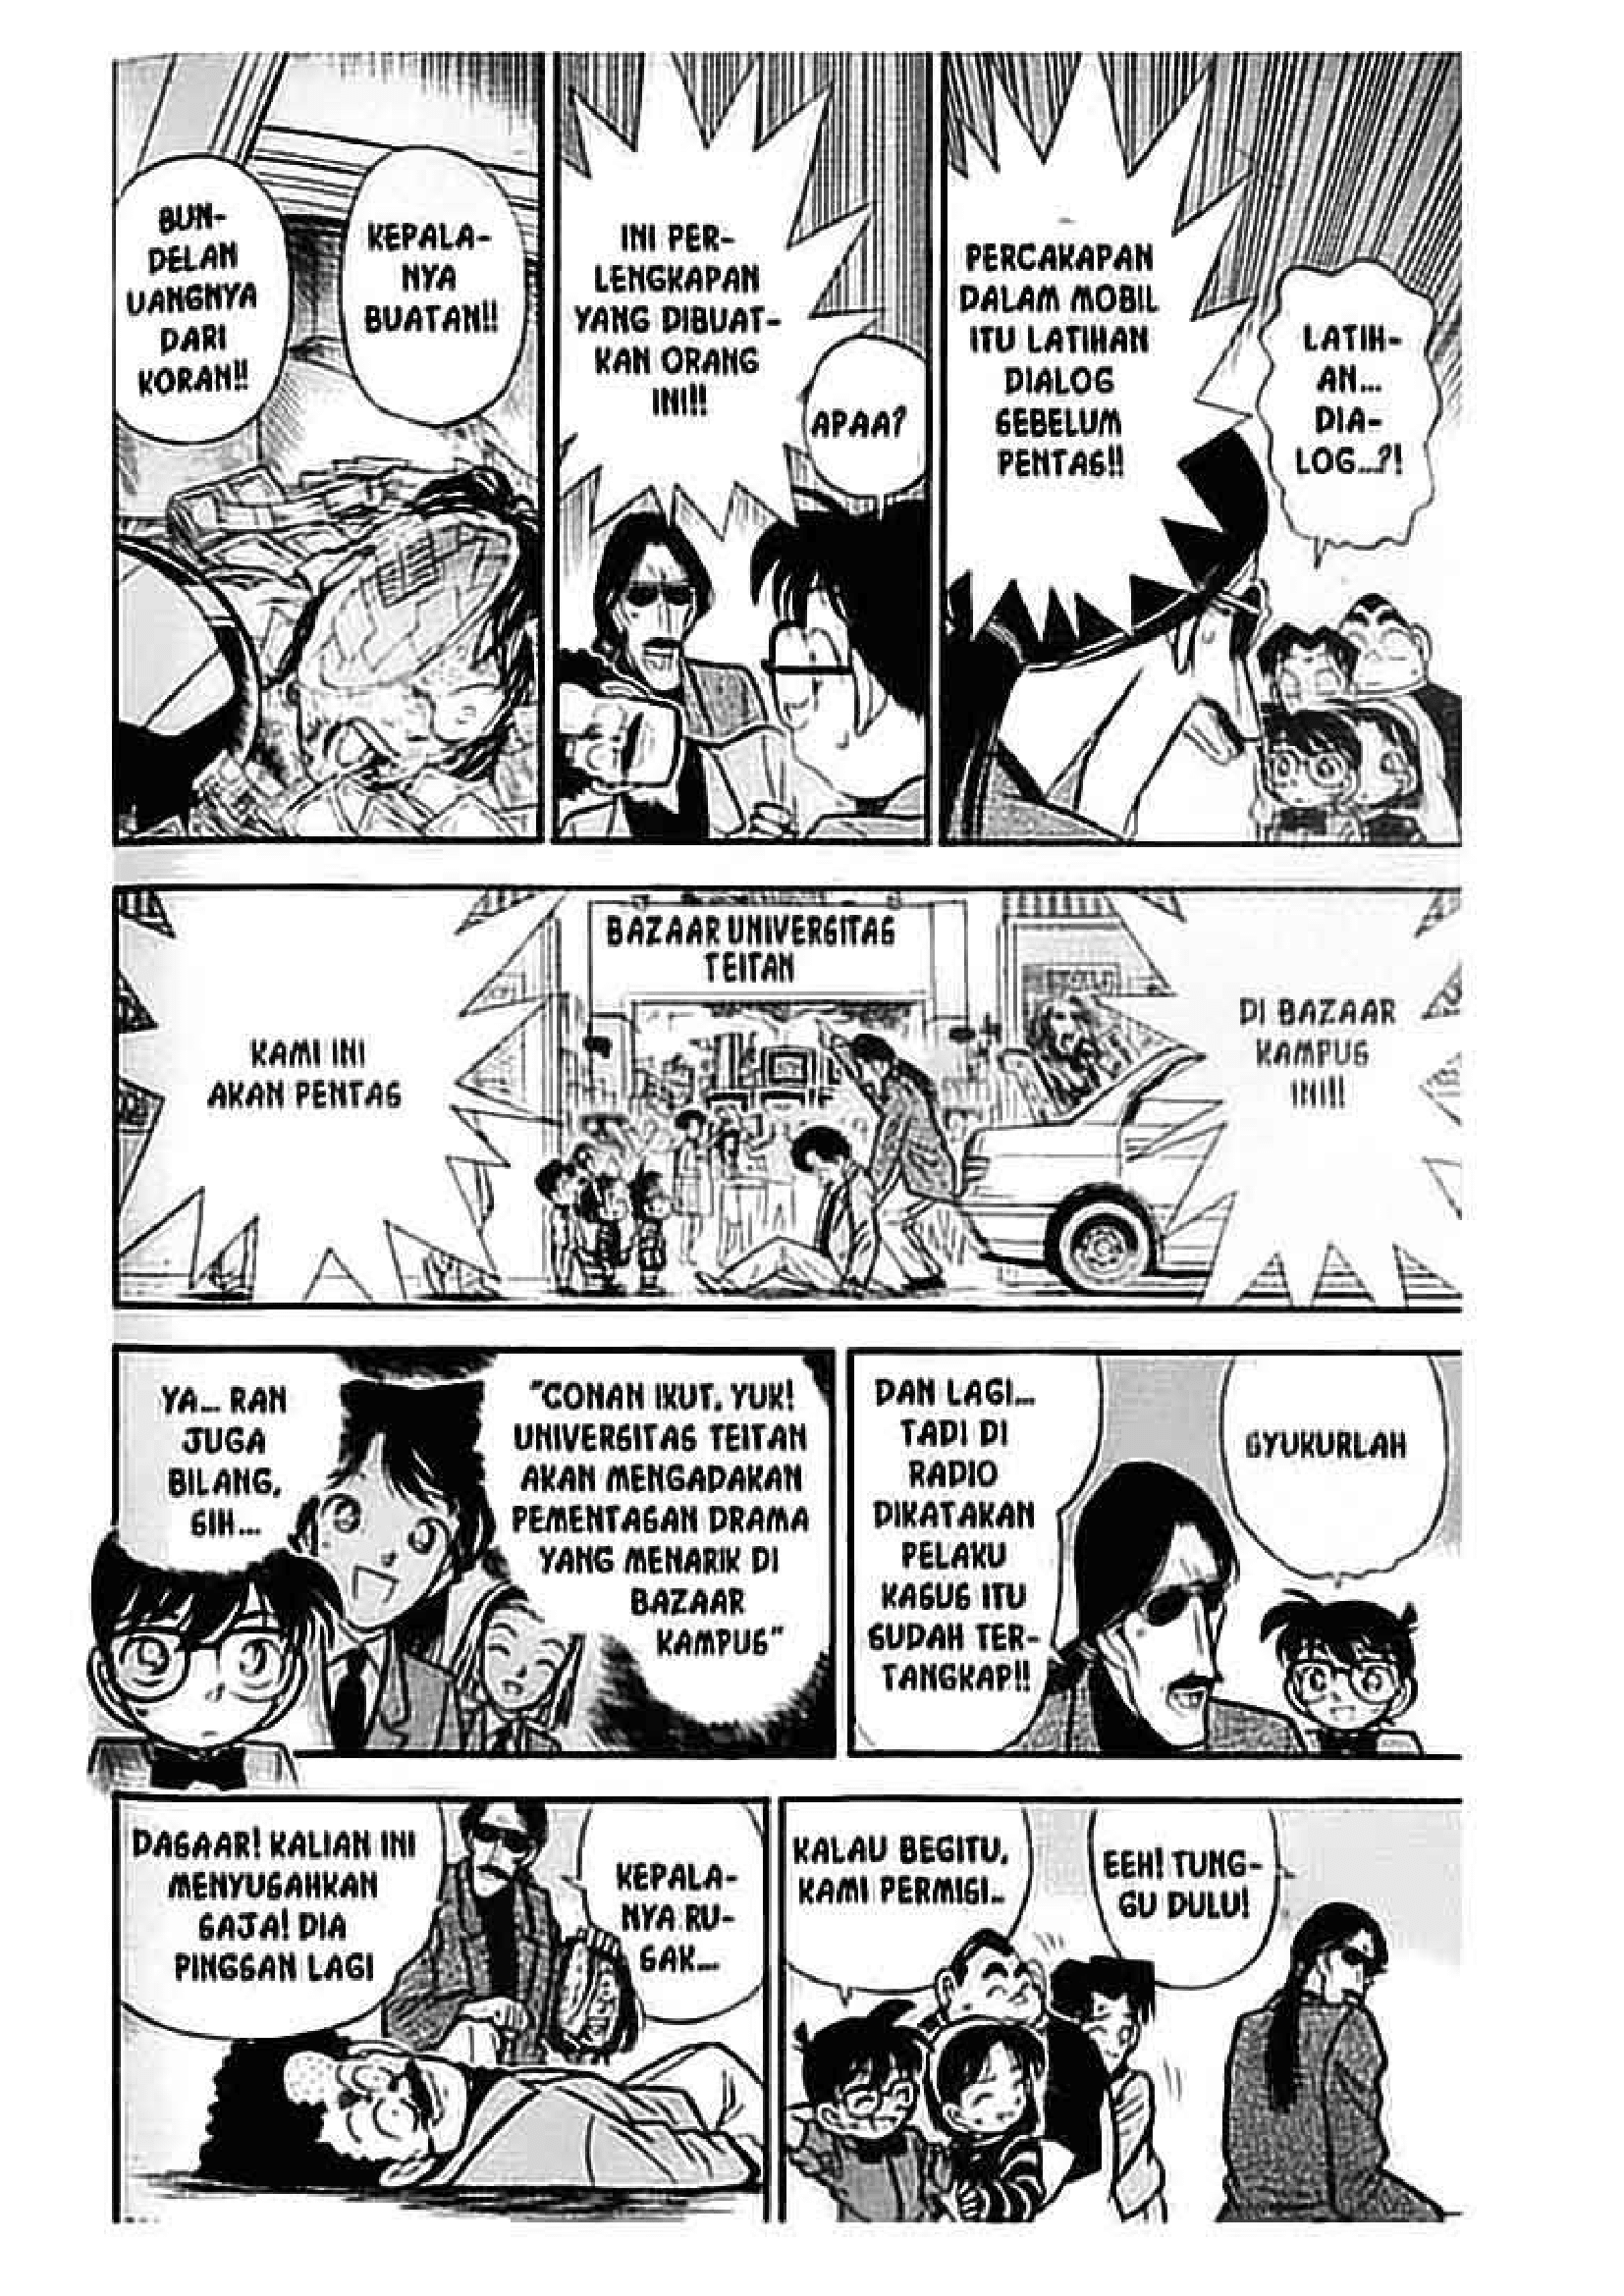 BUN-
DELAN
UANGNYA
DARI
KORAN!!
KEPALA-
NYA
BUATAN!!
INI PER-
LENGKAPAN
YANG DIBUAT-
KAN ORANG
INI!!
APAA?
PERCAKAPAN
DALAM MOBIL
ITU LATIHAN
DIALOG
SEBELUM
PENTAS!!
LATIH-
AN...
DIA-
LOG...?!
KAMI INI
AKAN PENTAS
BAZAAR UNIVERSITAS
TEITAN
DI BAZAAR
KAMPUS
INI!!
YA... RAN
JUGA
BILANG,
SIH...
"CONAN IKUT, YUK!
UNIVERSITAS TEITAN
AKAN MENGADAKAN
PEMENTASAN DRAMA
YANG MENARIK DI
BAZAAR
KAMPUS"
DAN LAGI...
TADI DI
RADIO
DIKATAKAN
PELAKU
KASUS ITU
SUDAH TER-
TANGKAP!!
SYUKURLAH
DASAAR! KALIAN INI
MENYUSAHKAN
SAJA! DIA
PINGSAN LAGI
KEPALA-
NYA RU-
SAK...
KALAU BEGITU,
KAMI PERMISI..
EEH! TUNG-
GU DULU!